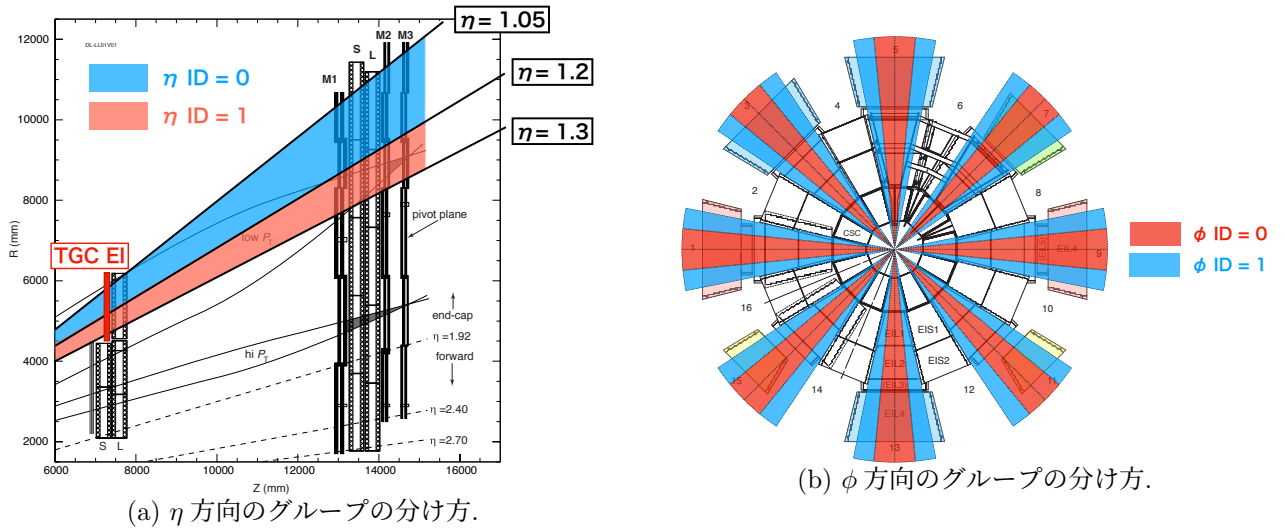 η = 1.05
12000
DL-LL01V01
S
L
M2
M3
M1
η ID = 0
η = 1.2
η ID = 1
10000
η = 1.3
8000
R (mm)
low P_T
pivot plane
TGC EI
6000
end-cap
η =1.92
4000
hi P_T
forward
η =2.40
2000
S
L
η =2.70
6000
8000
10000
12000
14000
16000
Z (mm)
(a) η 方向のグループの分け方.
5
4
6
3
7
2
8
CSC
1
EIL4
9
φ ID = 0
φ ID = 1
16
10
EIL1
EIS1
EIL2
EIS2
15
(EIL3)
11
14
12
EIL4
13
(b) φ 方向のグループの分け方.